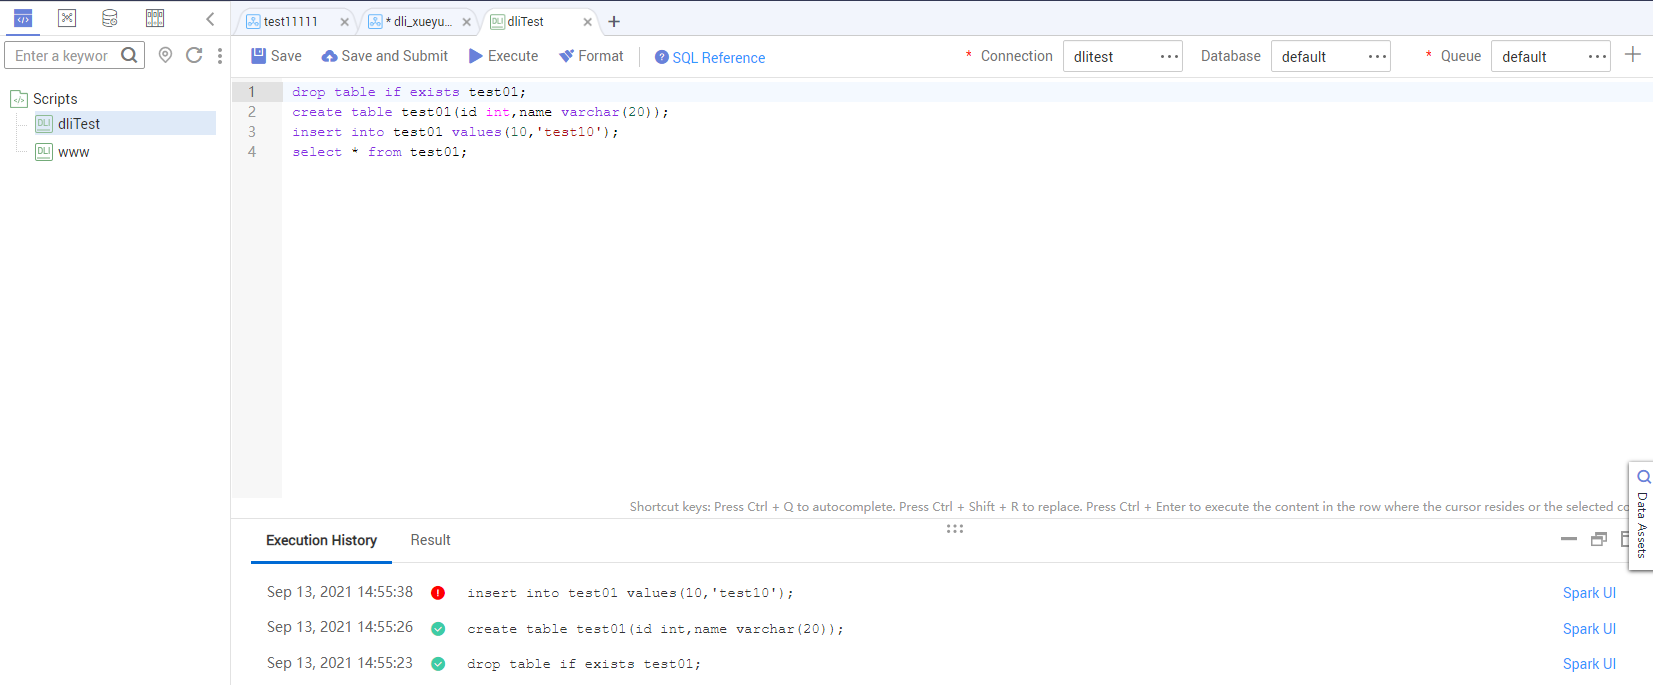 test11111
* dli_xueyu...
dliTest
Enter a keywor
Save
Save and Submit
Execute
Format
SQL Reference
* Connection
dlitest
Database
default
* Queue
default
Scripts
DLI dliTest
DLI www
1 drop table if exists test01;
2 create table test01(id int,name varchar(20));
3 insert into test01 values(10,'test10');
4 select * from test01;
Shortcut keys: Press Ctrl + Q to autocomplete. Press Ctrl + Shift + R to replace. Press Ctrl + Enter to execute the content in the row where the cursor resides or the selected co
Data Assets
Execution History
Result
Sep 13, 2021 14:55:38 insert into test01 values(10,'test10'); Spark UI
Sep 13, 2021 14:55:26 create table test01(id int,name varchar(20)); Spark UI
Sep 13, 2021 14:55:23 drop table if exists test01; Spark UI